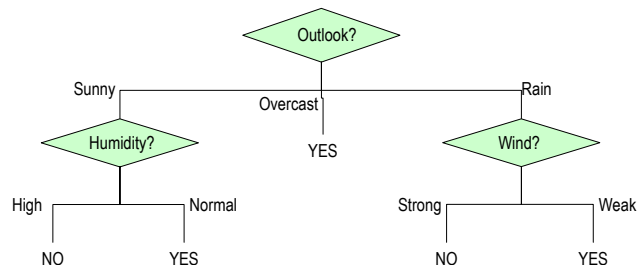 Outlook?
Sunny
Overcast
Rain
Humidity?
YES
Wind?
High
Normal
Strong
Weak
NO
YES
NO
YES